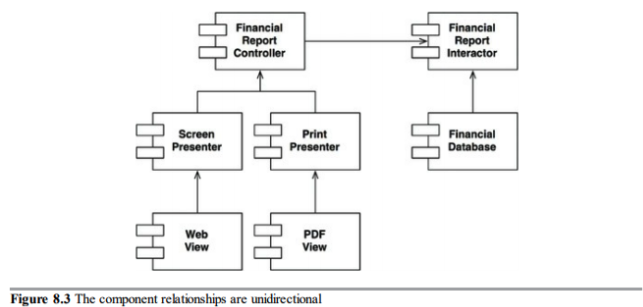 Financial
Report
Controller
Financial
Report
Interactor
Screen
Presenter
Print
Presenter
Financial
Database
Web
View
PDF
View
Figure 8.3 The component relationships are unidirectional